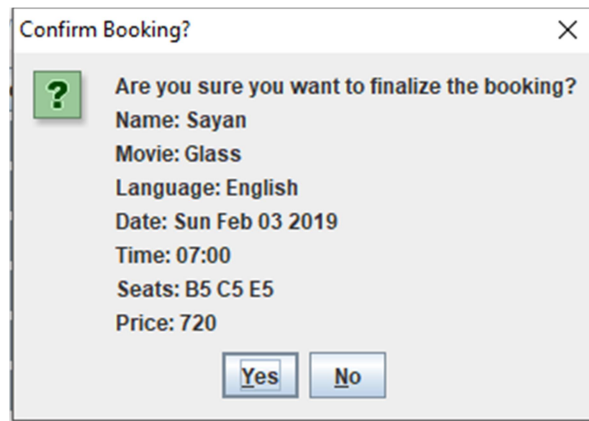 Confirm Booking?
Are you sure you want to finalize the booking?
Name: Sayan
Movie: Glass
Language: English
Date: Sun Feb 03 2019
Time: 07:00
Seats: B5 C5 E5
Price: 720
Yes No